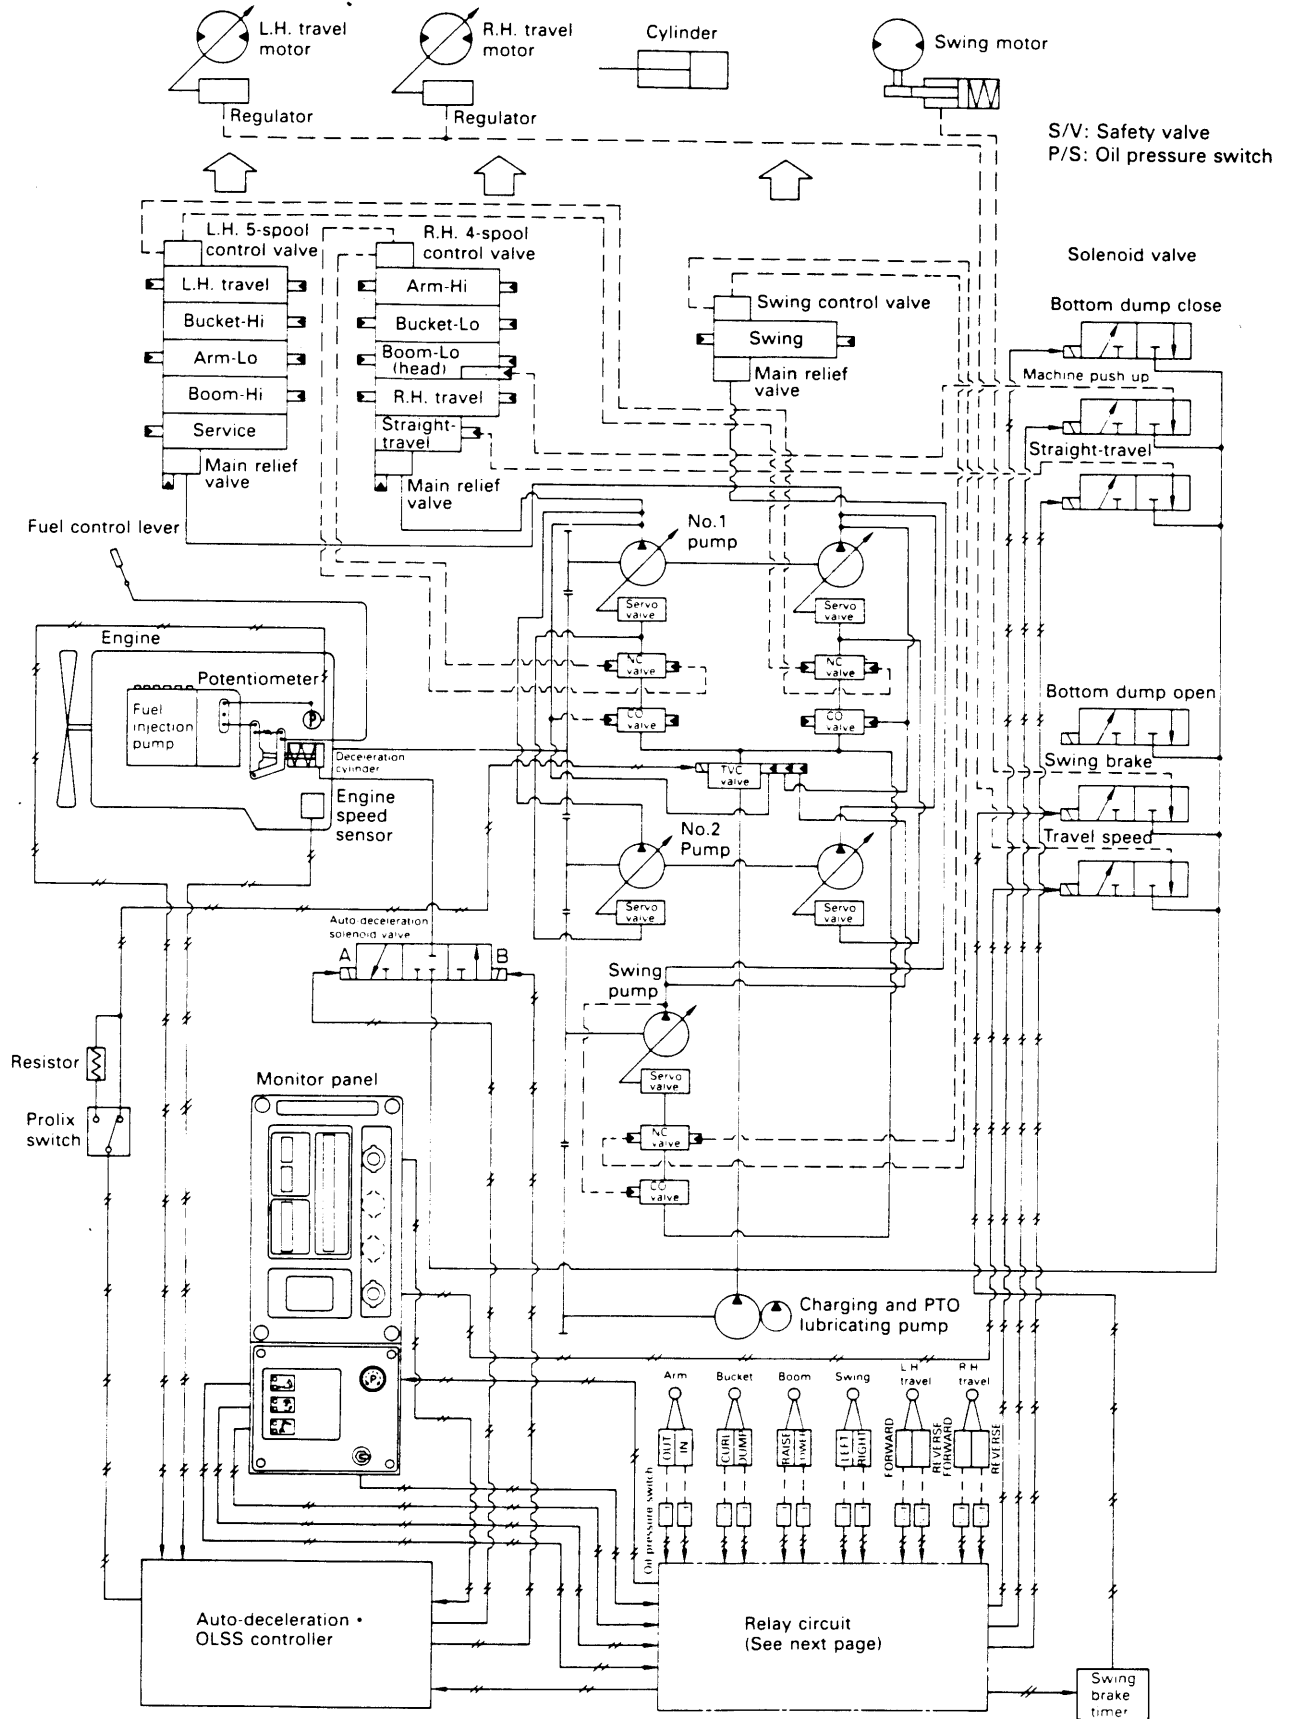 L.H. travel
motor
R.H. travel
motor
Cylinder
Swing motor
Regulator
Regulator
S/V: Safety valve
P/S: Oil pressure switch
L.H. 5-spool
control valve
R.H. 4-spool
control valve
Solenoid valve
L.H. travel
Bucket-Hi
Arm-Lo
Boom-Hi
Service
Main relief
valve
Arm-Hi
Bucket-Lo
Boom-Lo
(head)
R.H. travel
Straight-
travel
Main relief
valve
Swing control valve
Swing
Main relief
valve
Bottom dump close
Machine push up
Straight-travel
Fuel control lever
No.1
pump
Servo
valve
Servo
valve
NC
valve
NC
valve
CO
valve
CO
valve
TVC
valve
Engine
Potentiometer
P
Fuel
injection
pump
Deceleration
cylinder
Engine
speed
sensor
Bottom dump open
Swing brake
Travel speed
No.2
Pump
Servo
valve
Servo
valve
Auto deceleration
solenoid valve
A
B
Swing
pump
Servo
valve
NC
valve
CO
valve
Resistor
Prolix
switch
Monitor panel
P
Charging and PTO
lubricating pump
Arm
Bucket
Boom
Swing
L H
travel
R H
travel
OUT
IN
CURL
DUMP
RAISE
LOWER
LEFT
RIGHT
FORWARD
REVERSE
FORWARD
REVERSE
Oil pressure switch
Auto-deceleration •
OLSS controller
Relay circuit
(See next page)
Swing
brake
timer